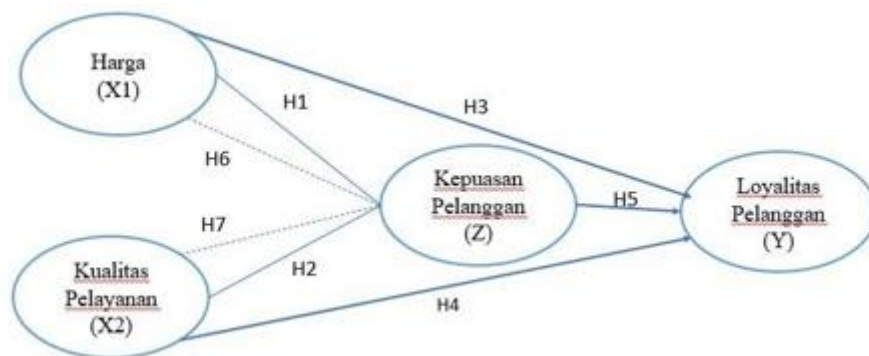 Harga
(X1)
H1
H3
H6
Kepuasan
Pelanggan
(Z)
H5
Loyalitas
Pelanggan
(Y)
H7
H2
Kualitas
Pelayanan
(X2)
H4